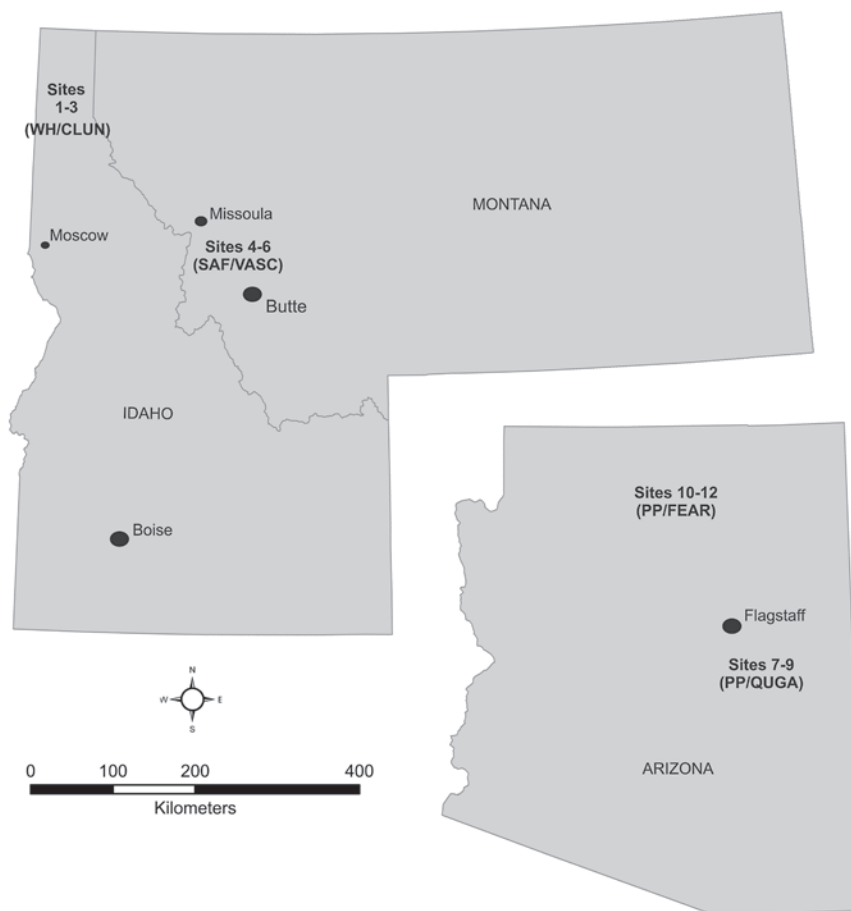 Sites
1-3
(WH/CLUN)
MONTANA
Missoula
Moscow
Sites 4-6
(SAF/VASC)
Butte
IDAHO
Boise
Sites 10-12
(PP/FEAR)
Flagstaff
Sites 7-9
(PP/QUGA)
ARIZONA
N
W E
S
0 100 200 400
Kilometers